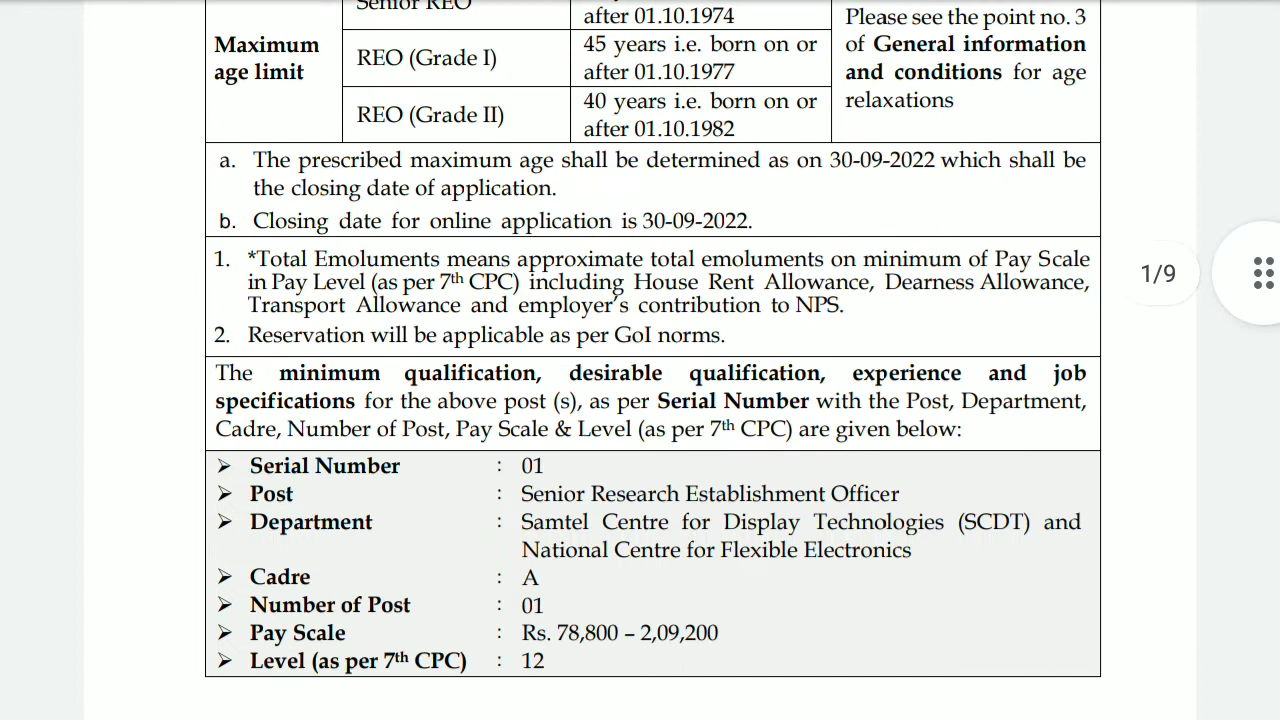 Senior REO
after 01.10.1974
Please see the point no. 3
of General information
and conditions for age
relaxations
Maximum
age limit
REO (Grade I)
45 years i.e. born on or
after 01.10.1977
REO (Grade II)
40 years i.e. born on or
after 01.10.1982
a. The prescribed maximum age shall be determined as on 30-09-2022 which shall be
the closing date of application.
b. Closing date for online application is 30-09-2022.
1. *Total Emoluments means approximate total emoluments on minimum of Pay Scale
in Pay Level (as per 7th CPC) including House Rent Allowance, Dearness Allowance,
Transport Allowance and employer's contribution to NPS.
2. Reservation will be applicable as per GoI norms.
The minimum qualification, desirable qualification, experience and job
specifications for the above post (s), as per Serial Number with the Post, Department,
Cadre, Number of Post, Pay Scale & Level (as per 7th CPC) are given below:
➢ Serial Number : 01
➢ Post : Senior Research Establishment Officer
➢ Department : Samtel Centre for Display Technologies (SCDT) and
National Centre for Flexible Electronics
➢ Cadre : A
➢ Number of Post : 01
➢ Pay Scale : Rs. 78,800 – 2,09,200
➢ Level (as per 7th CPC) : 12
1/9